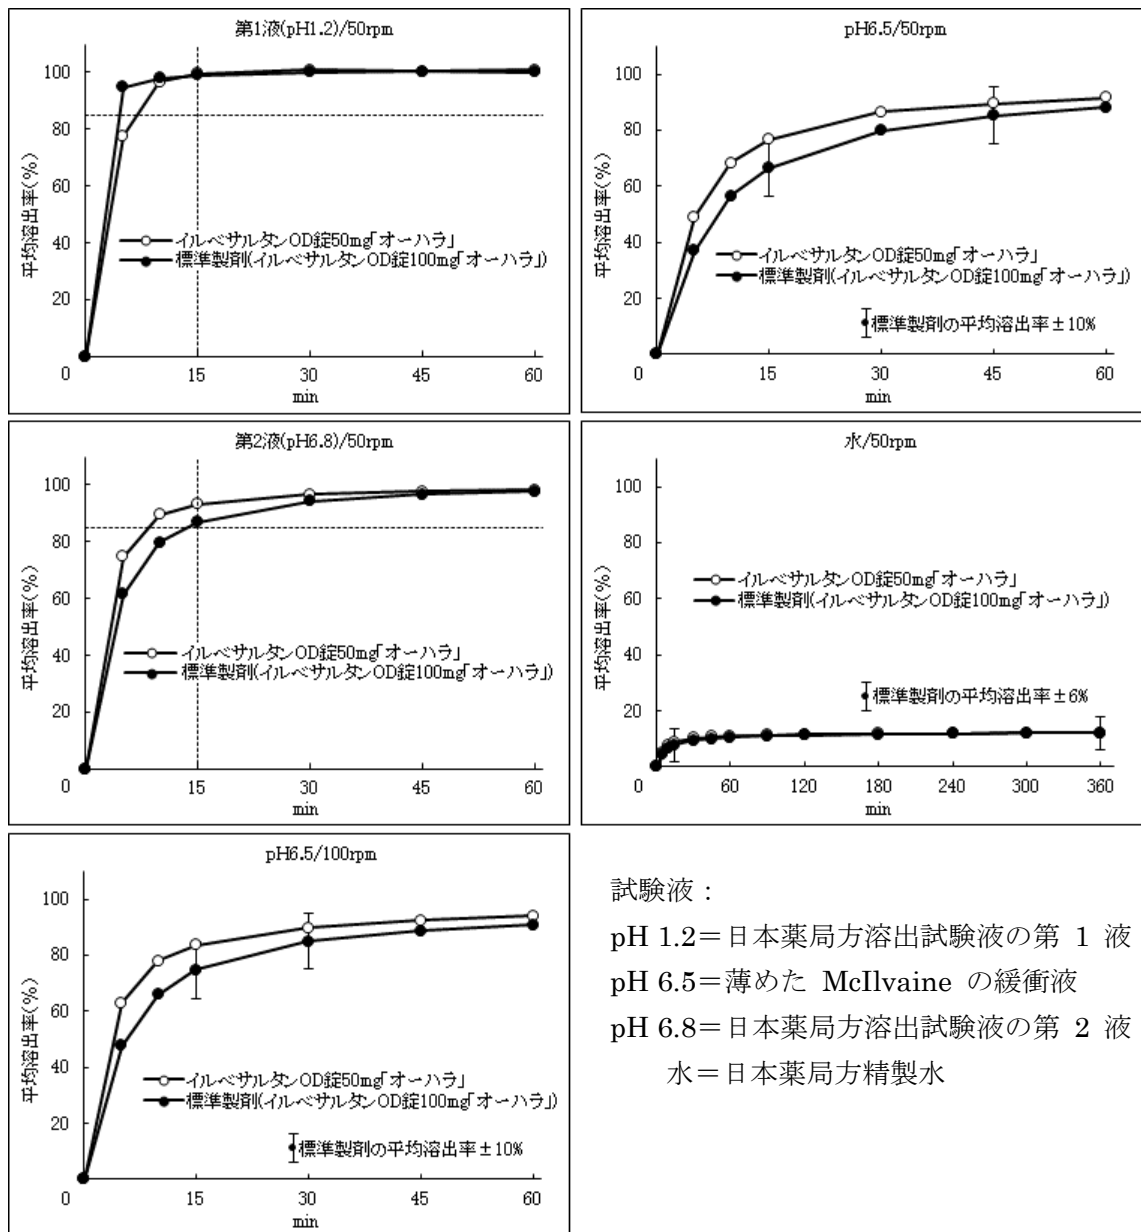 第1液(pH1.2)/50rpm
平均溶出率(%)
100
80
60
40
20
0
15
30
45
60
min
イルベサルタンOD錠50mg「オーハラ」
標準製剤(イルベサルタンOD錠100mg「オーハラ」)
pH6.5/50rpm
平均溶出率(%)
100
80
60
40
20
0
15
30
45
60
min
イルベサルタンOD錠50mg「オーハラ」
標準製剤(イルベサルタンOD錠100mg「オーハラ」)
標準製剤の平均溶出率±10%
第2液(pH6.8)/50rpm
平均溶出率(%)
100
80
60
40
20
0
15
30
45
60
min
イルベサルタンOD錠50mg「オーハラ」
標準製剤(イルベサルタンOD錠100mg「オーハラ」)
水/50rpm
平均溶出率(%)
100
80
60
40
20
0
60
120
180
240
300
360
min
イルベサルタンOD錠50mg「オーハラ」
標準製剤(イルベサルタンOD錠100mg「オーハラ」)
標準製剤の平均溶出率±6%
pH6.5/100rpm
平均溶出率(%)
100
80
60
40
20
0
15
30
45
60
min
イルベサルタンOD錠50mg「オーハラ」
標準製剤(イルベサルタンOD錠100mg「オーハラ」)
標準製剤の平均溶出率±10%
試験液：
pH 1.2＝日本薬局方溶出試験液の第 1 液
pH 6.5＝薄めた McIlvaine の緩衝液
pH 6.8＝日本薬局方溶出試験液の第 2 液
水＝日本薬局方精製水